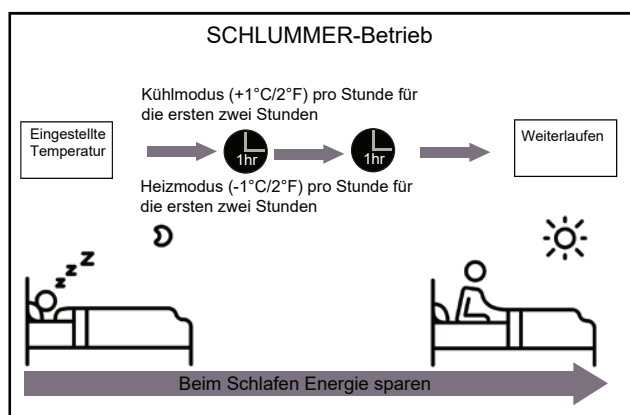 SCHLUMMER-Betrieb
Kühlmodus (+1°C/2°F) pro Stunde für
die ersten zwei Stunden
Eingestellte
Temperatur
1hr
1hr
Weiterlaufen
Heizmodus (-1°C/2°F) pro Stunde für
die ersten zwei Stunden
z z Z
Beim Schlafen Energie sparen